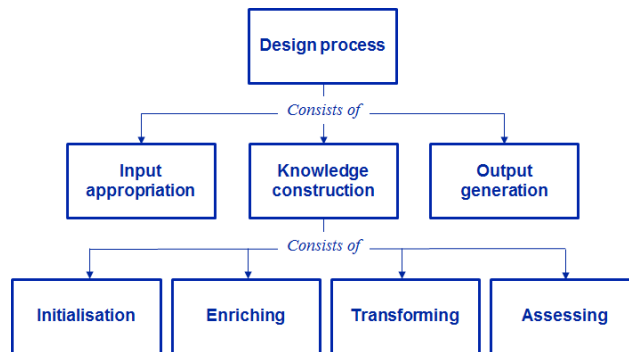 Design process
Consists of
Input
appropriation
Knowledge
construction
Output
generation
Consists of
Initialisation
Enriching
Transforming
Assessing